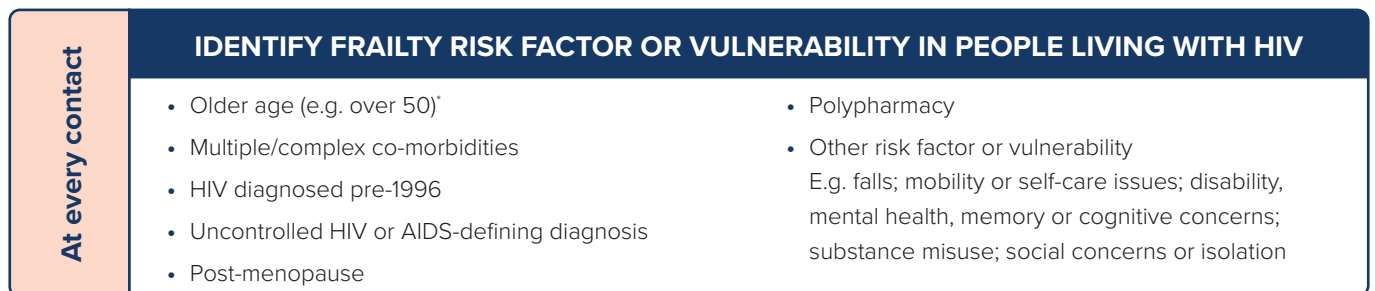 At every contact
IDENTIFY FRAILTY RISK FACTOR OR VULNERABILITY IN PEOPLE LIVING WITH HIV
• Older age (e.g. over 50)*
• Multiple/complex co-morbidities
• HIV diagnosed pre-1996
• Uncontrolled HIV or AIDS-defining diagnosis
• Post-menopause
• Polypharmacy
• Other risk factor or vulnerability
E.g. falls; mobility or self-care issues; disability,
mental health, memory or cognitive concerns;
substance misuse; social concerns or isolation